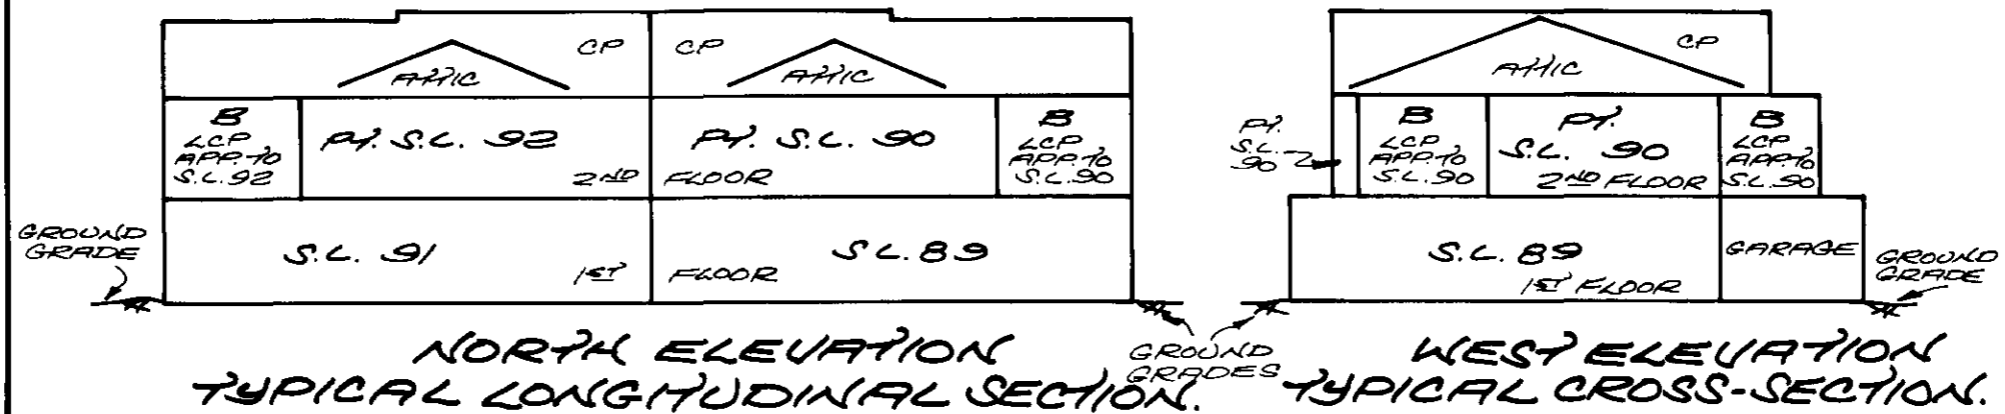 CP CP
ATTIC ATTIC
B
LCP
APP. TO
S.L. 92
PT. S.L. 92
PT. S.L. 90
B
LCP
APP. TO
S.L. 90
2ND FLOOR
S.L. 91
S.L. 89
1ST FLOOR
GROUND
GRADE
NORTH ELEVATION
TYPICAL LONGITUDINAL SECTION.
GROUND
GRADES
CP
ATTIC
PT.
S.L.
90
B
LCP
APP. TO
S.L. 90
PT.
S.L. 90
2ND FLOOR
B
LCP
APP. TO
S.L. 90
S.L. 89
1ST FLOOR
GARAGE
GROUND
GRADE
WEST ELEVATION
TYPICAL CROSS-SECTION.